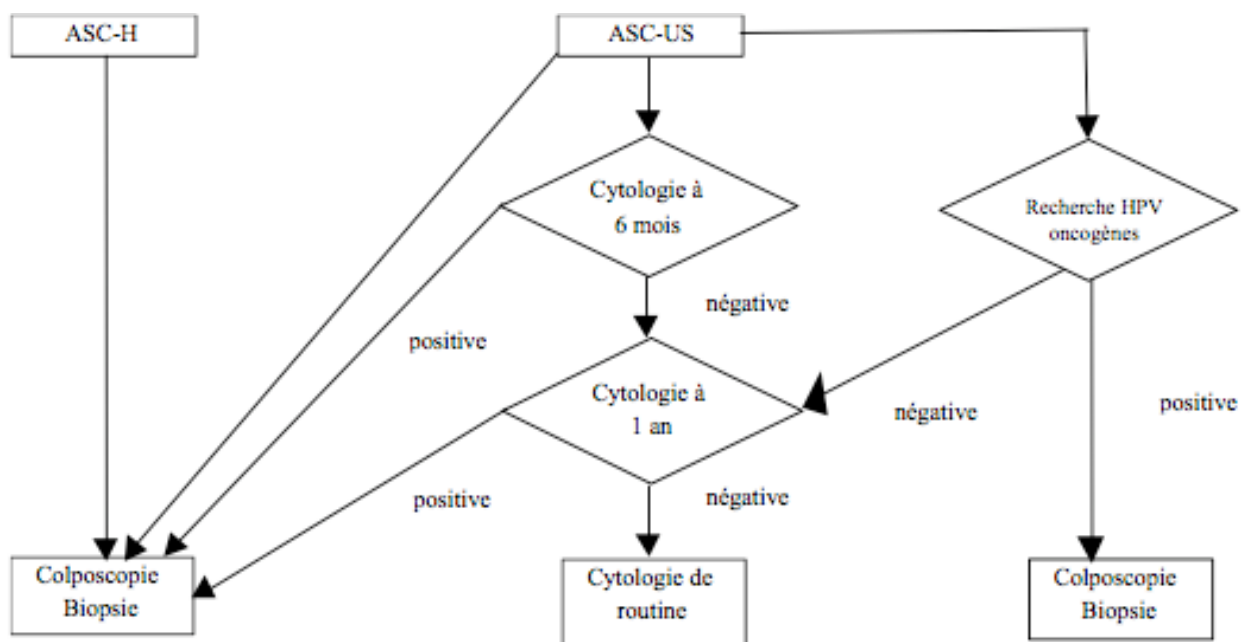 ASC-H
ASC-US
Cytologie à
6 mois
Recherche HPV
oncogènes
négative
positive
Cytologie à
1 an
négative
positive
positive
négative
Colposcopie
Biopsie
Cytologie de
routine
Colposcopie
Biopsie